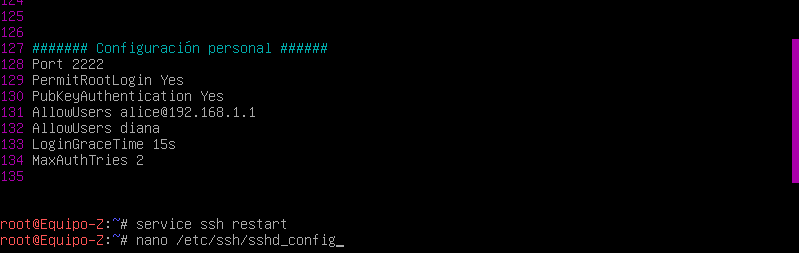 124
125
126
127 ####### Configuración personal ######
128 Port 2222
129 PermitRootLogin Yes
130 PubKeyAuthentication Yes
131 AllowUsers alice@192.168.1.1
132 AllowUsers diana
133 LoginGraceTime 15s
134 MaxAuthTries 2
135
root@Equipo-Z:~# service ssh restart
root@Equipo-Z:~# nano /etc/ssh/sshd_config_